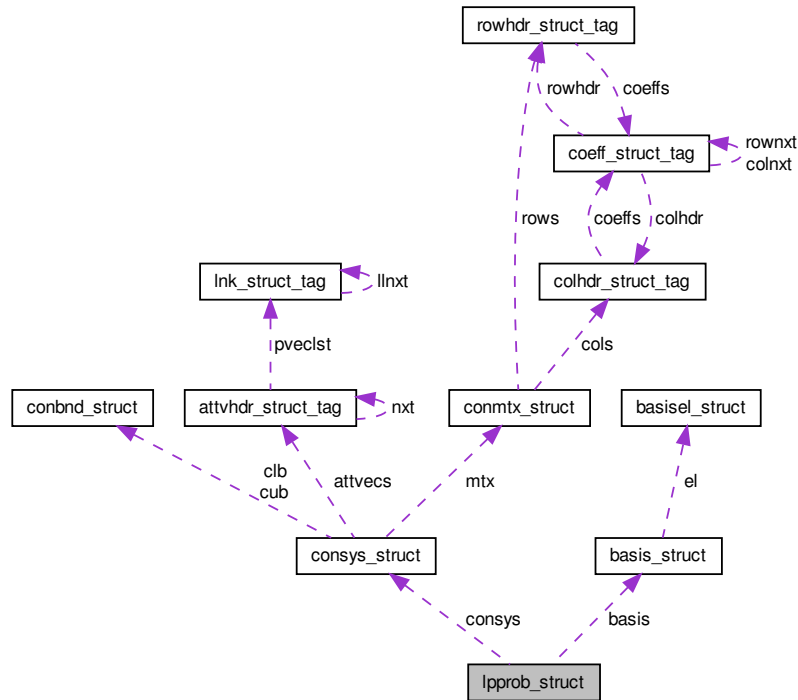 rowhdr_struct_tag
rowhdr
coeffs
coeff_struct_tag
rownxt
colnxt
rows
coeffs
colhdr
lnk_struct_tag
llnxt
colhdr_struct_tag
pveclst
cols
conbnd_struct
attvhdr_struct_tag
nxt
conmtx_struct
basisel_struct
clb
cub
attvecs
mtx
el
consys_struct
basis_struct
consys
basis
lpprob_struct